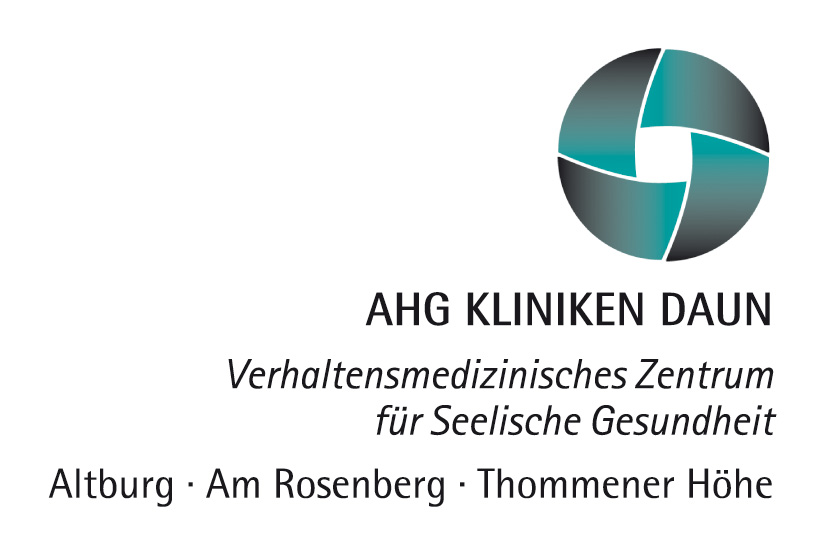 AHG KLINIKEN DAUN
Verhaltensmedizinisches Zentrum
für Seelische Gesundheit
Altburg · Am Rosenberg · Thommener Höhe